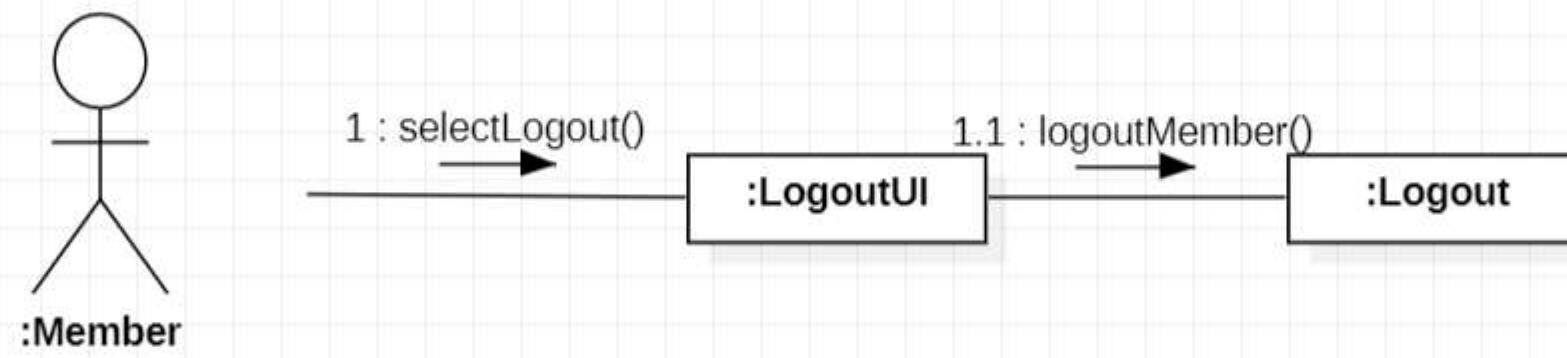 1 : selectLogout()
1.1 : logoutMember()
:LogoutUI
:Logout
:Member